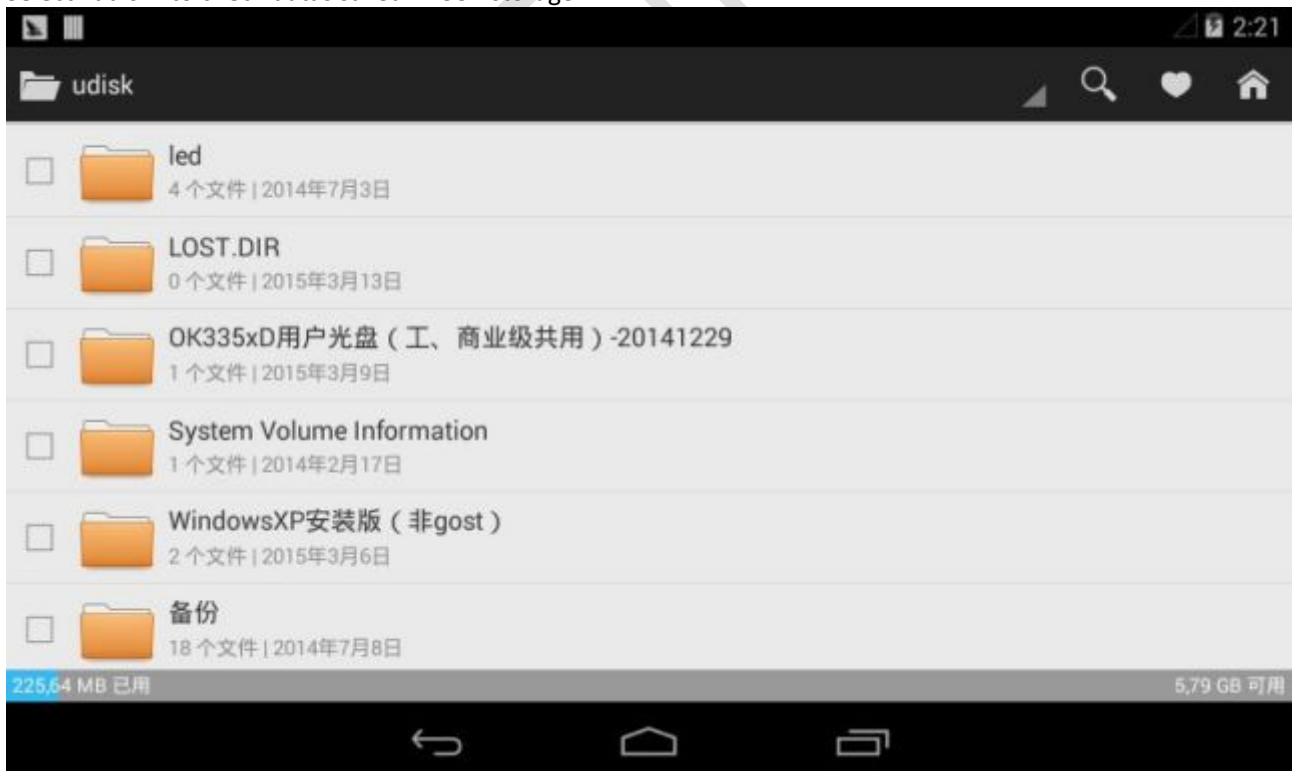 2:21
udisk
led
4 个文件 | 2014年7月3日
LOST.DIR
0 个文件 | 2015年3月13日
OK335xD用户光盘（工、商业级共用）-20141229
1 个文件 | 2015年3月9日
System Volume Information
1 个文件 | 2014年2月17日
WindowsXP安装版（非gost）
2 个文件 | 2015年3月6日
备份
18 个文件 | 2014年7月8日
225,64 MB 已用
5,79 GB 可用